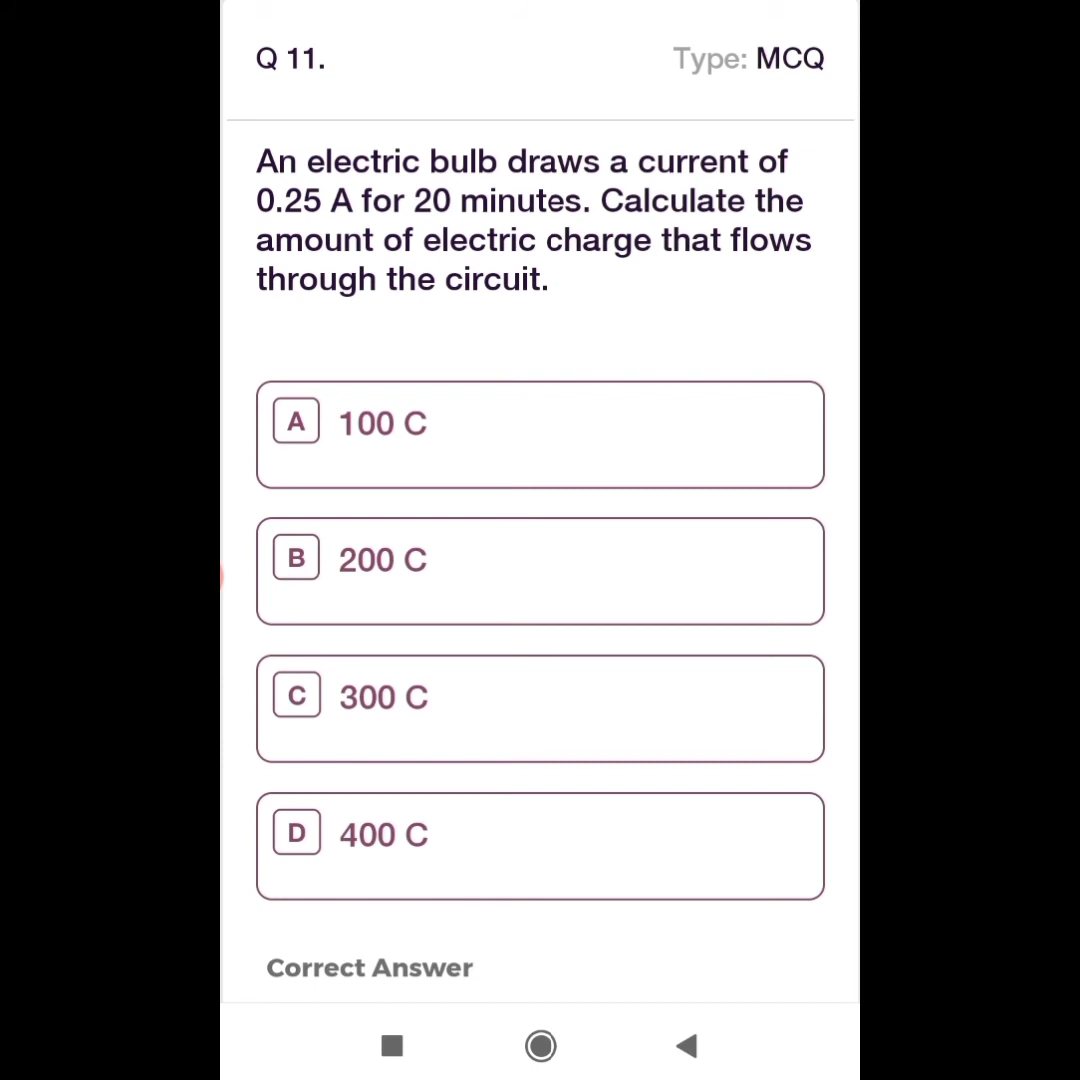 Q 11.
Type: MCQ
An electric bulb draws a current of
0.25 A for 20 minutes. Calculate the
amount of electric charge that flows
through the circuit.
A 100 C
B 200 C
C 300 C
D 400 C
Correct Answer